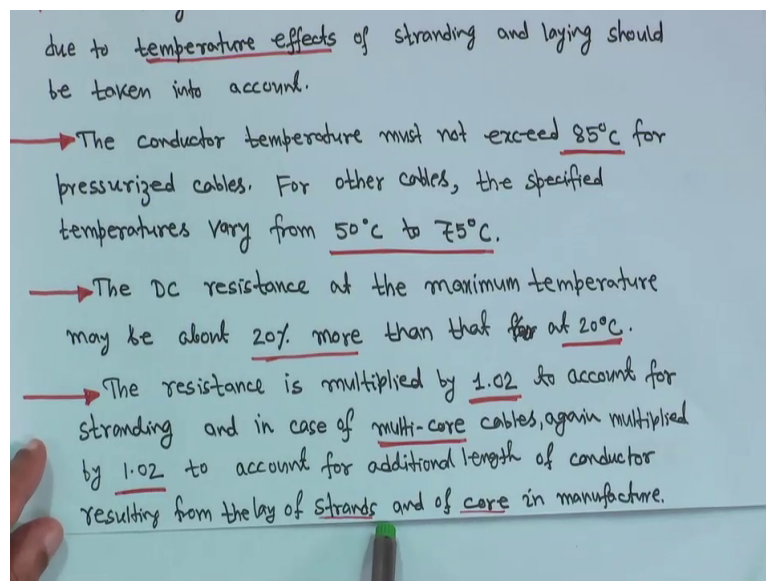 due to temperature effects of stranding and laying should
be taken into account.
The conductor temperature must not exceed 85°C for
pressurized cables. For other cables, the specified
temperatures vary from 50°C to 75°C.
The DC resistance at the maximum temperature
may be about 20% more than that at 20°C.
The resistance is multiplied by 1.02 to account for
stranding and in case of multi-core cables, again multiplied
by 1.02 to account for additional length of conductor
resulting from the lay of strands and of core in manufacture.